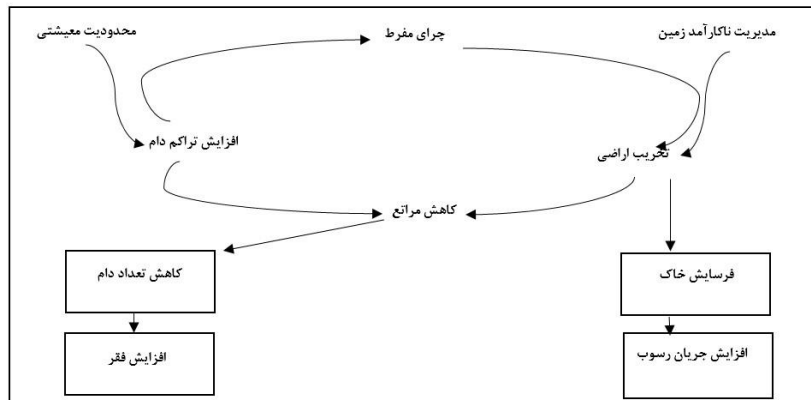 مدیریت ناکارآمد زمین
چرای مفرط
محدودیت معیشتی
تخریب اراضی
افزایش تراکم دام
کاهش مراتع
فرسایش خاک
کاهش تعداد دام
افزایش جریان رسوب
افزایش فقر